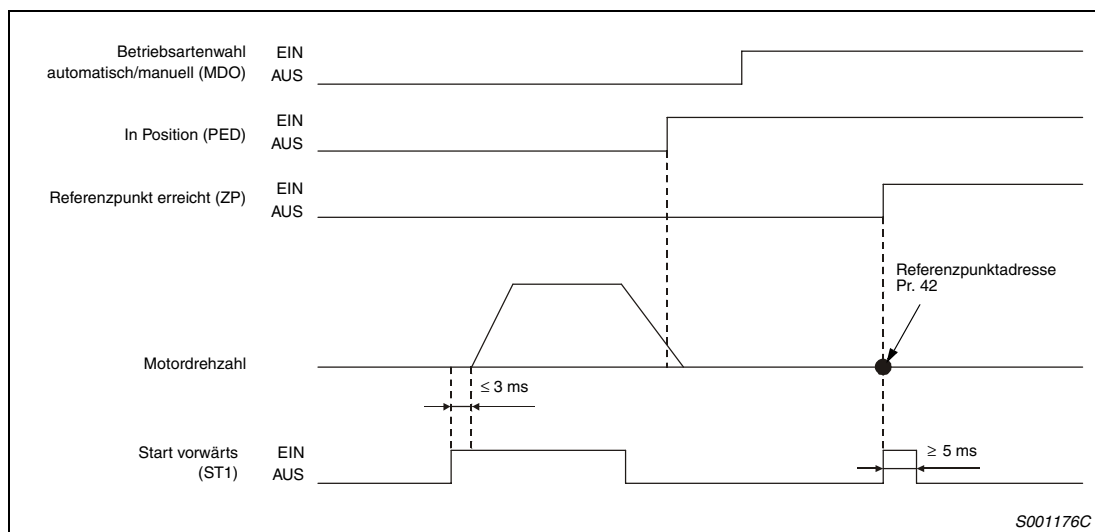 Betriebsartenwahl
automatisch/manuell (MDO)
EIN
AUS
In Position (PED)
EIN
AUS
Referenzpunkt erreicht (ZP)
EIN
AUS
Referenzpunktadresse
Pr. 42
Motordrehzahl
≤ 3 ms
Start vorwärts
(ST1)
EIN
AUS
≥ 5 ms
S001176C